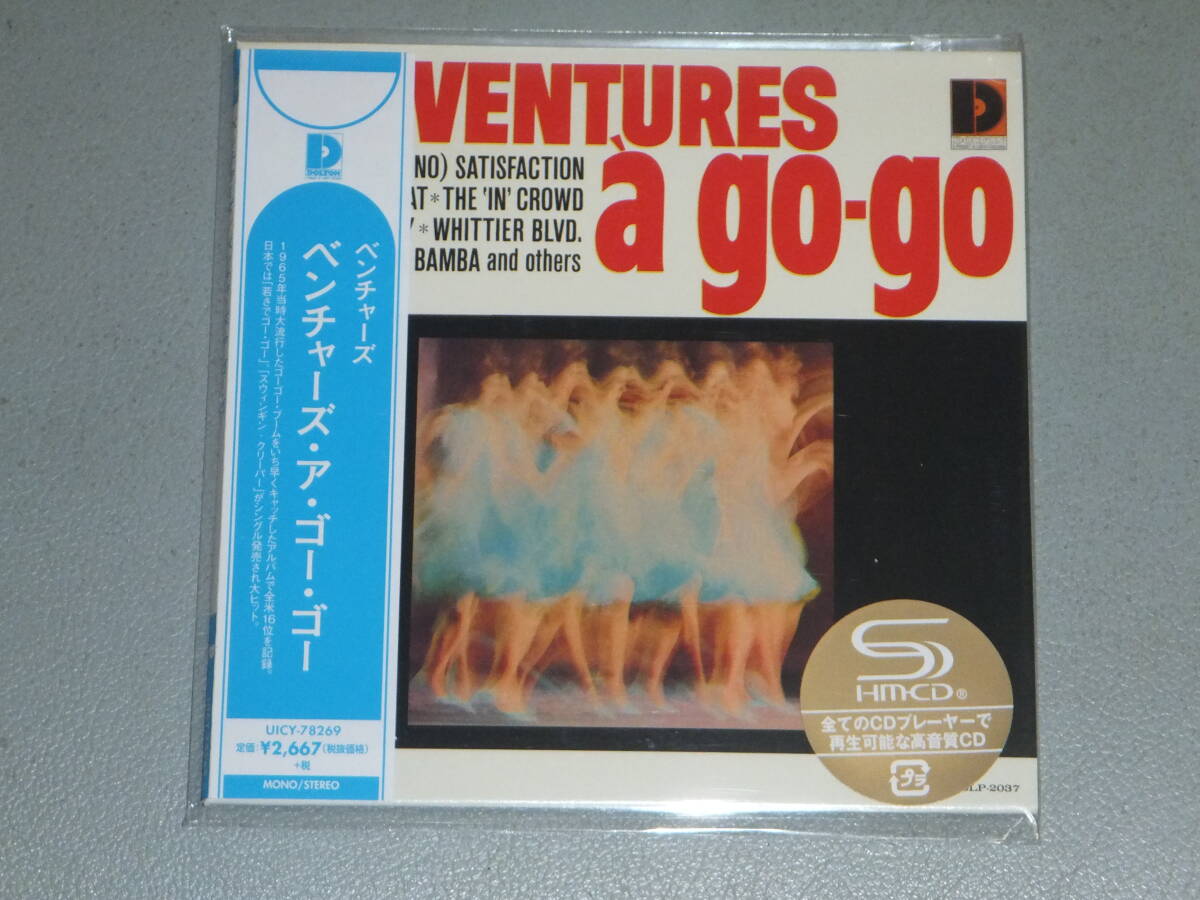 DOLTON
ベンチャーズ
ベンチャーズ・ア・ゴー・ゴー
1965年当時大流行したゴーゴー・ブームをいち早くキャッチしたアルバムで全米16位を記録。
日本では「若さでゴー・ゴー」、「スウィンギン・クリーパー」がシングル発売され大ヒット。
UICY-78269
定価:¥2,667(税抜価格)
+税
MONO/STEREO
VENTURES
à go-go
NO) SATISFACTION
AT * THE 'IN' CROWD
Y * WHITTIER BLVD.
BAMBA and others
SHM-CD®
全てのCDプレーヤーで
再生可能な高音質CD
プラ
LP-2037